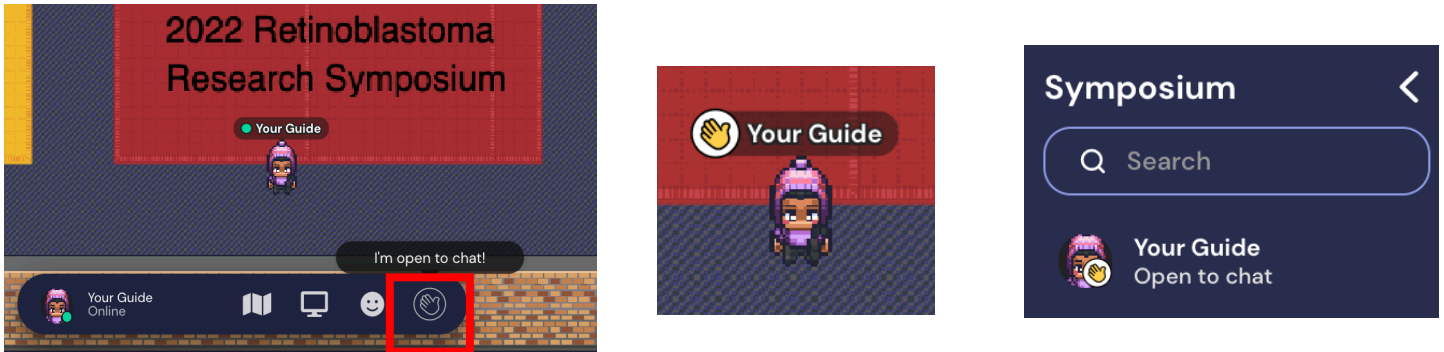 2022 Retinoblastoma
Research Symposium
Your Guide
I'm open to chat!
Your Guide
Online
Your Guide
Symposium
Search
Your Guide
Open to chat